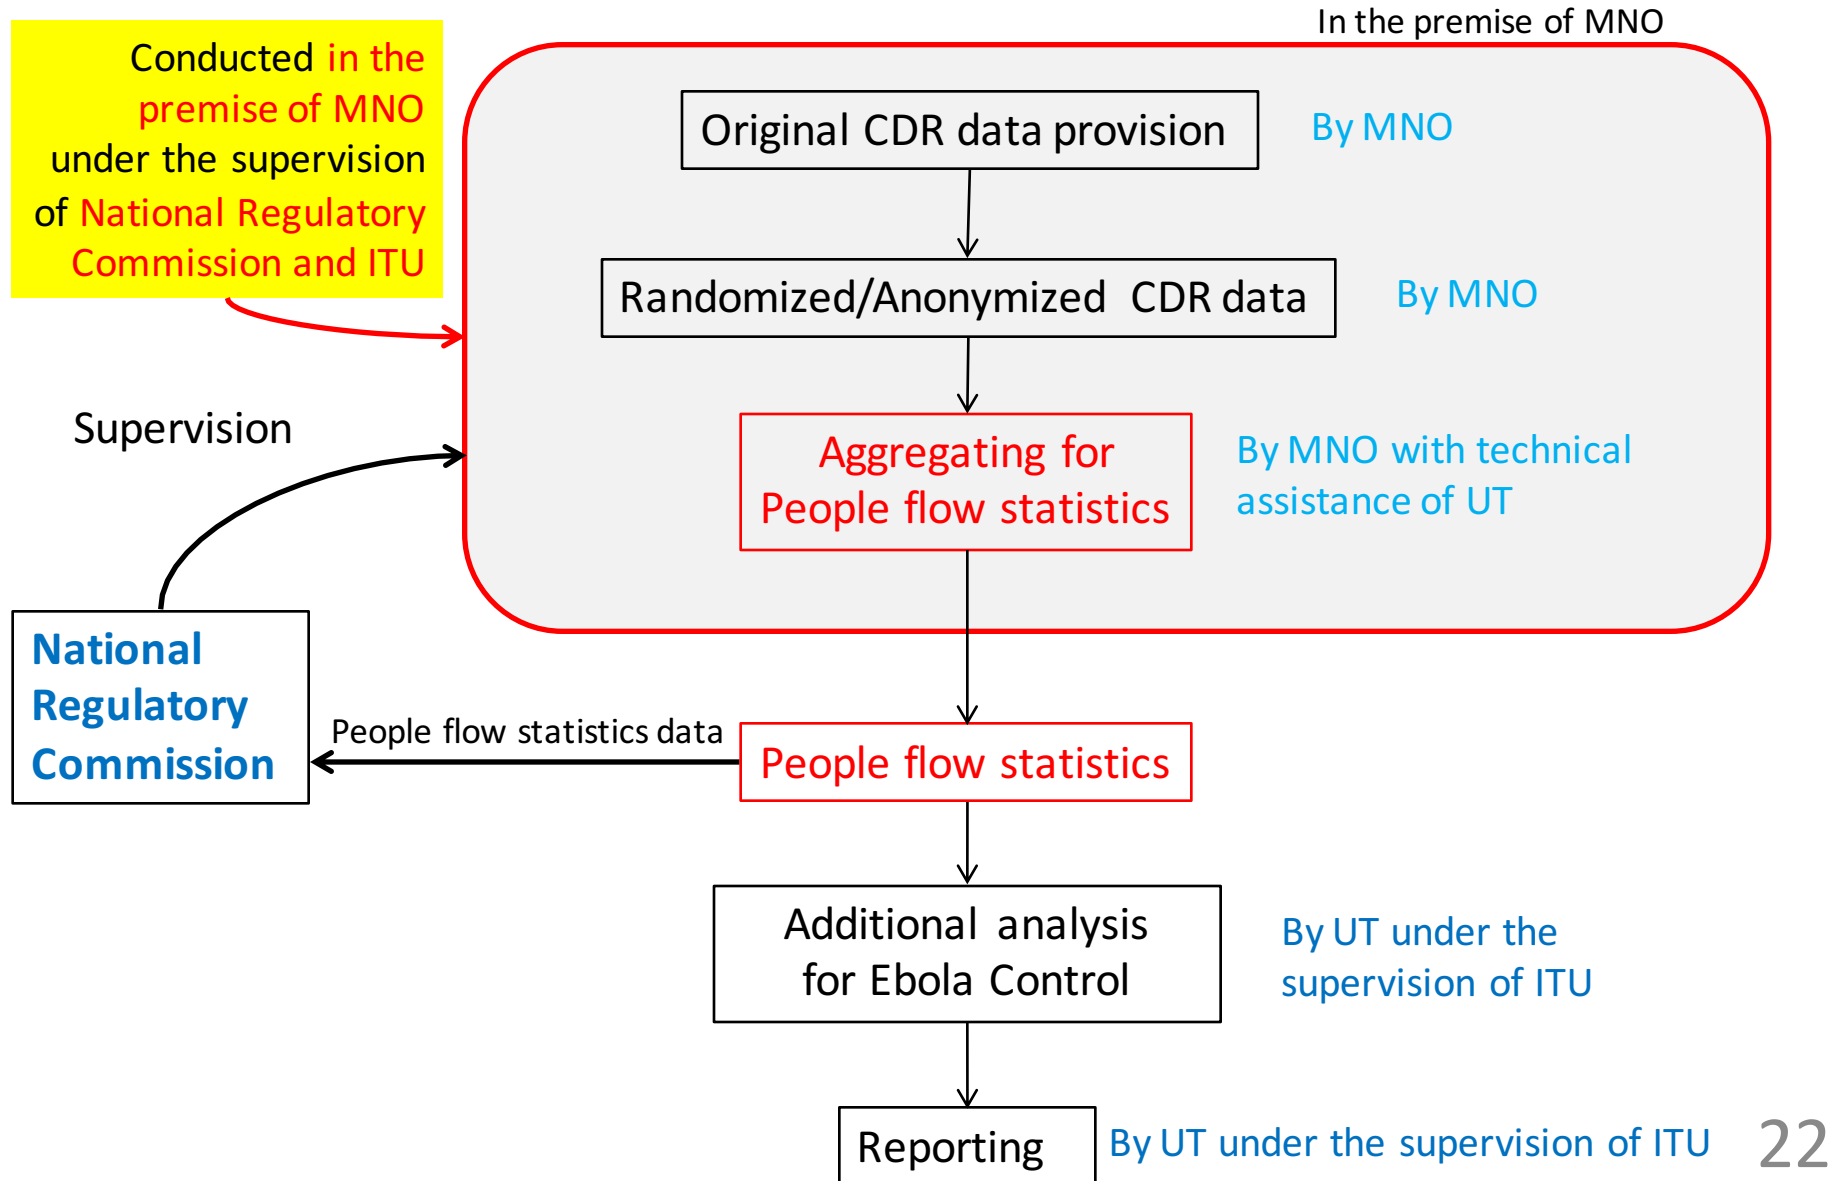 In the premise of MNO
Conducted in the
premise of MNO
under the supervision
of National Regulatory
Commission and ITU
Original CDR data provision
By MNO
Randomized/Anonymized CDR data
By MNO
Supervision
Aggregating for
People flow statistics
By MNO with technical
assistance of UT
National
Regulatory
Commission
People flow statistics data
People flow statistics
Additional analysis
for Ebola Control
By UT under the
supervision of ITU
Reporting
By UT under the supervision of ITU
22